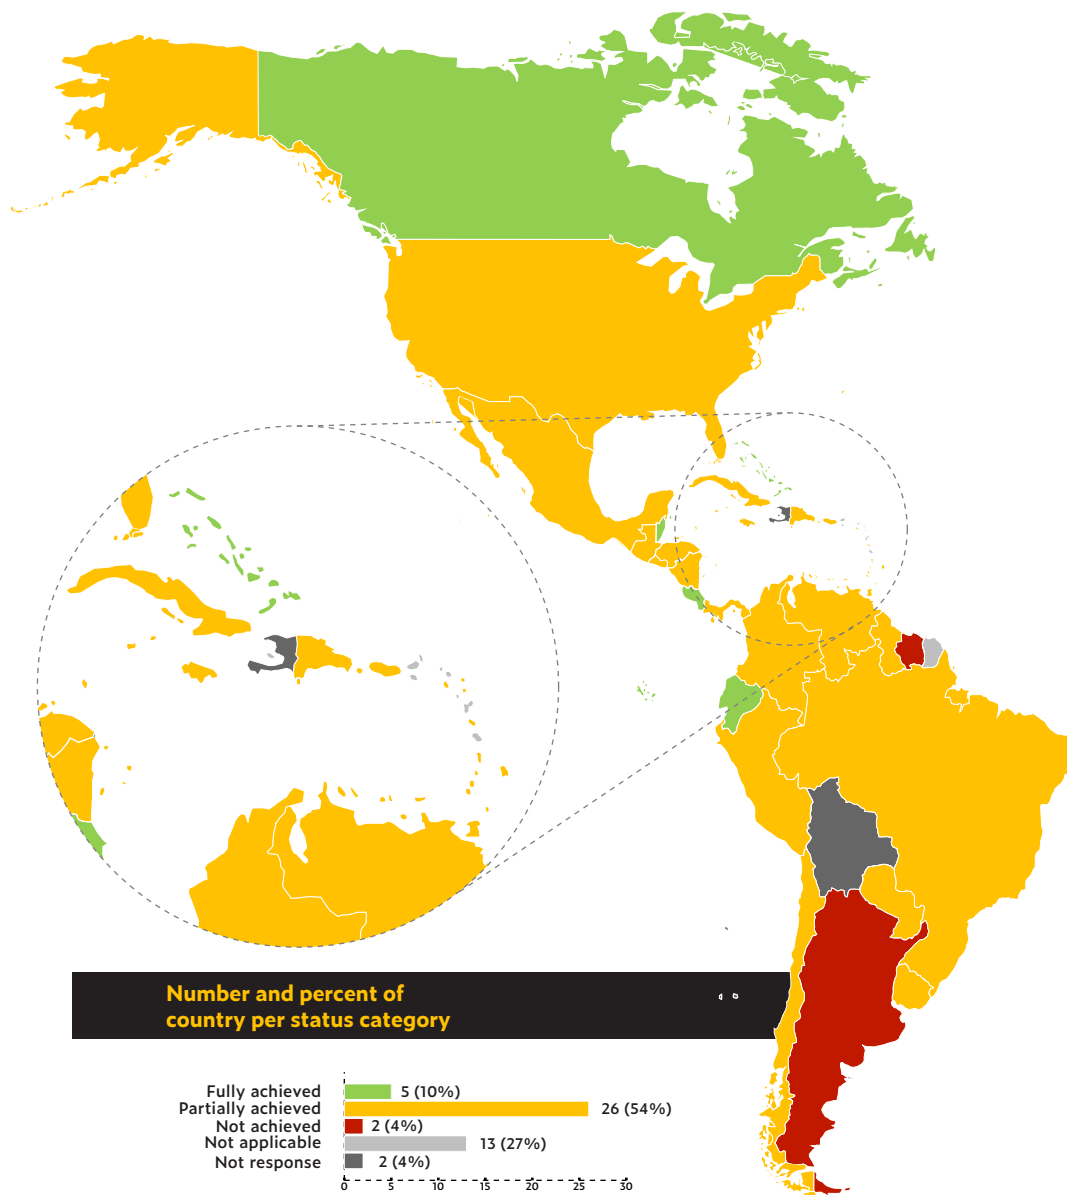 Number and percent of
country per status category
Fully achieved 5 (10%)
Partially achieved 26 (54%)
Not achieved 2 (4%)
Not applicable 13 (27%)
Not response 2 (4%)
0 5 10 15 20 25 30